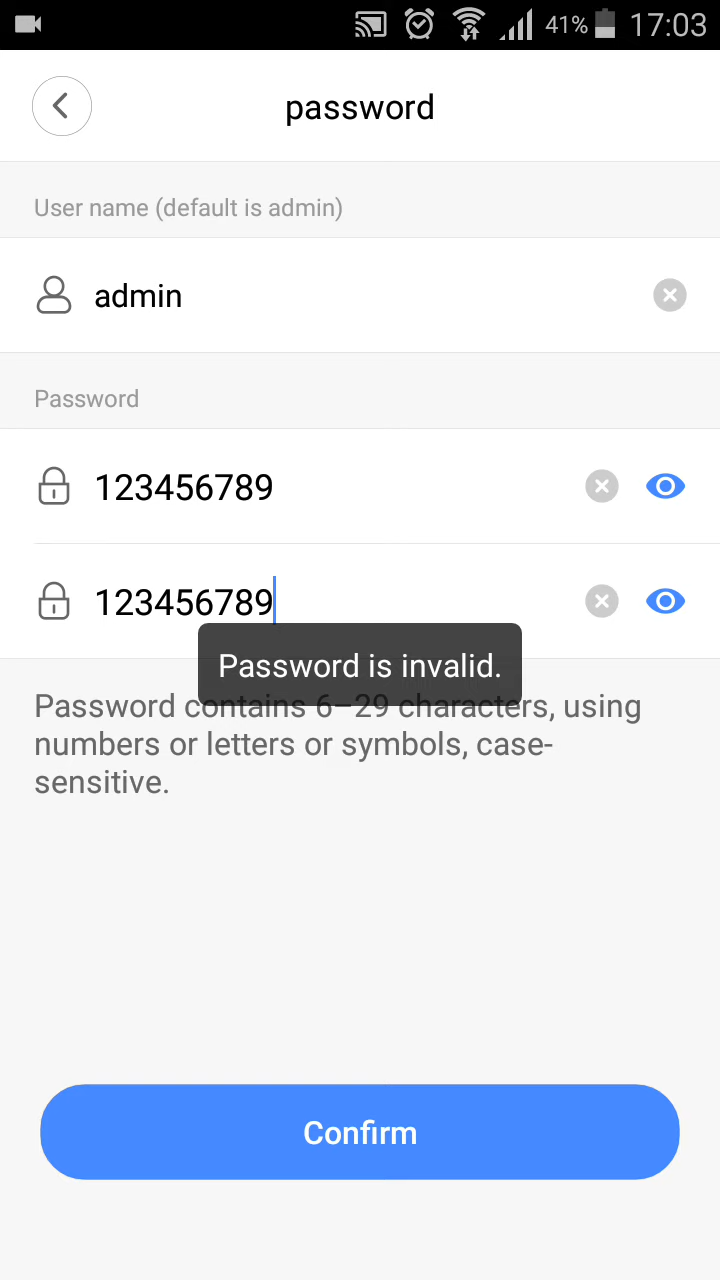 41% 17:03
password
User name (default is admin)
admin
Password
123456789
123456789
Password is invalid.
Password contains 6–29 characters, using
numbers or letters or symbols, case-
sensitive.
Confirm